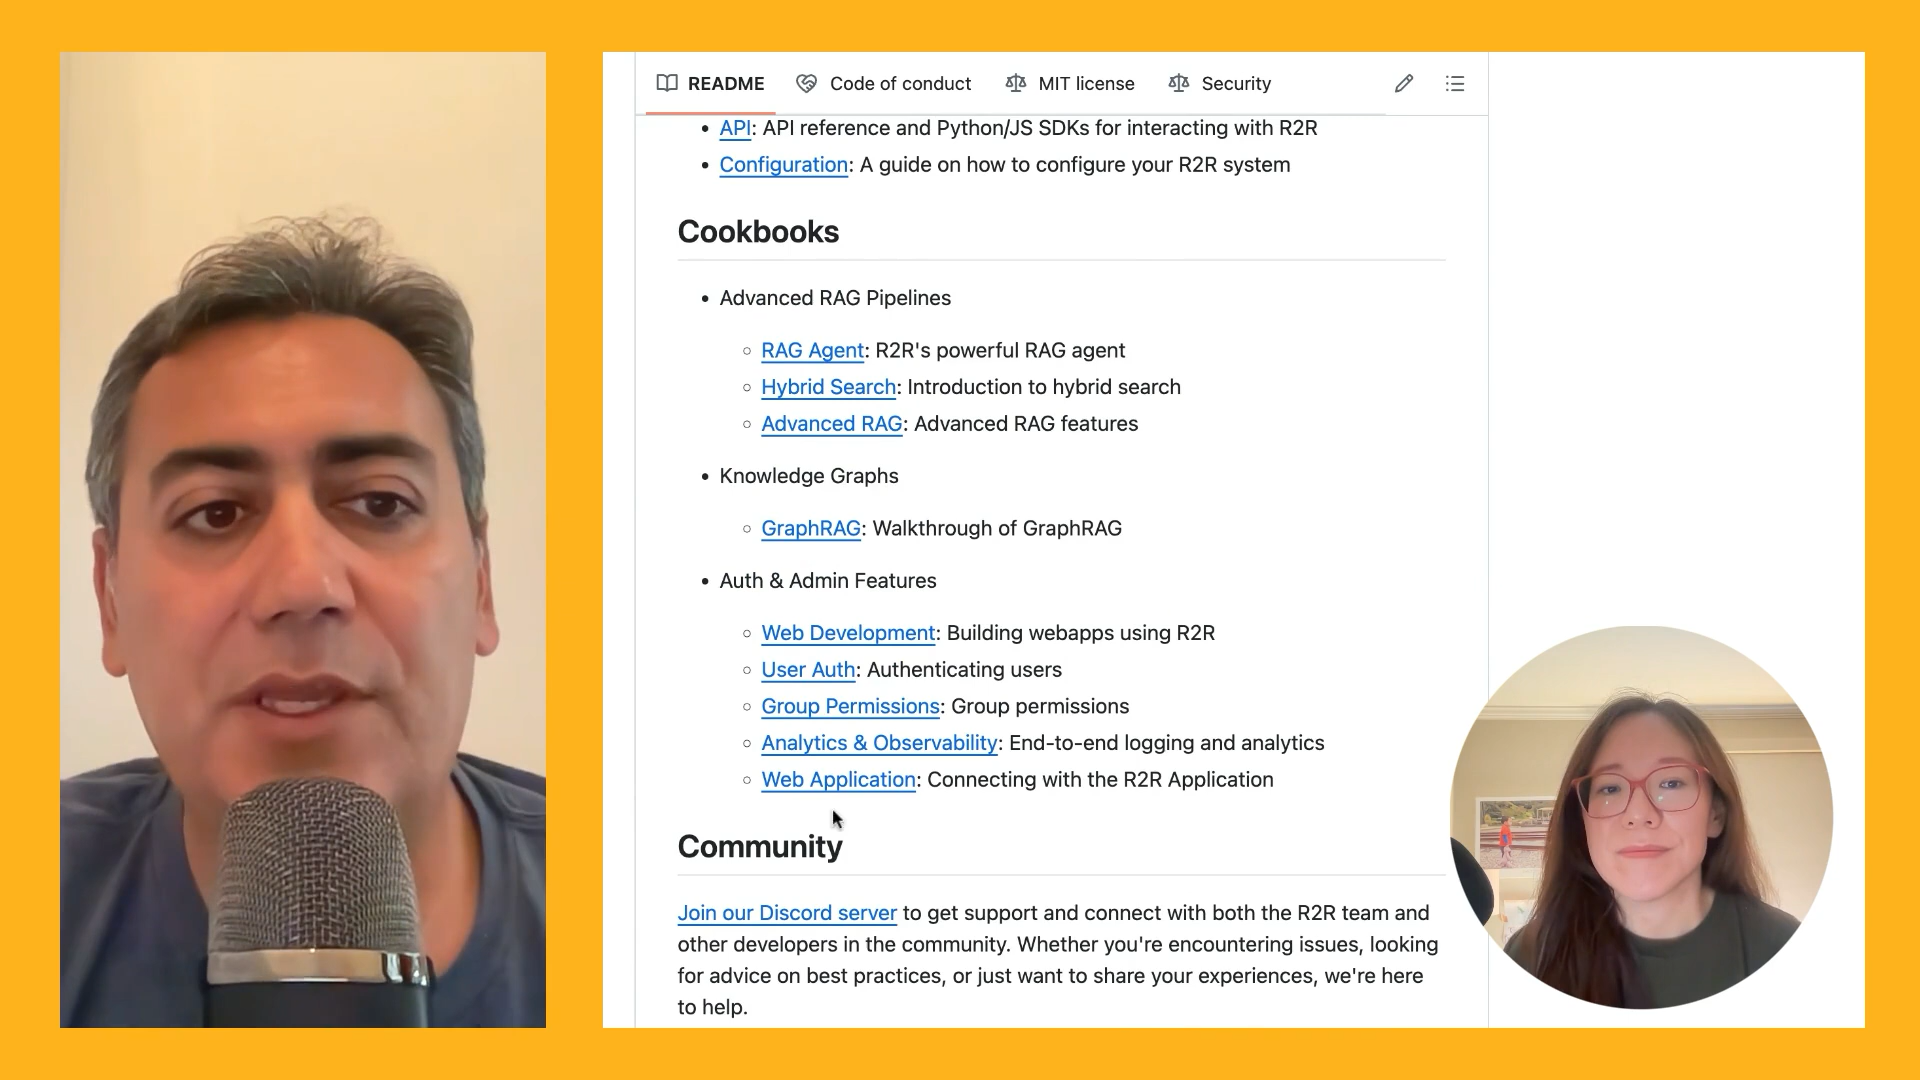 README
Code of conduct
MIT license
Security
API: API reference and Python/JS SDKs for interacting with R2R
Configuration: A guide on how to configure your R2R system
Cookbooks
Advanced RAG Pipelines
RAG Agent: R2R's powerful RAG agent
Hybrid Search: Introduction to hybrid search
Advanced RAG: Advanced RAG features
Knowledge Graphs
GraphRAG: Walkthrough of GraphRAG
Auth & Admin Features
Web Development: Building webapps using R2R
User Auth: Authenticating users
Group Permissions: Group permissions
Analytics & Observability: End-to-end logging and analytics
Web Application: Connecting with the R2R Application
Community
Join our Discord server to get support and connect with both the R2R team and
other developers in the community. Whether you're encountering issues, looking
for advice on best practices, or just want to share your experiences, we're here
to help.